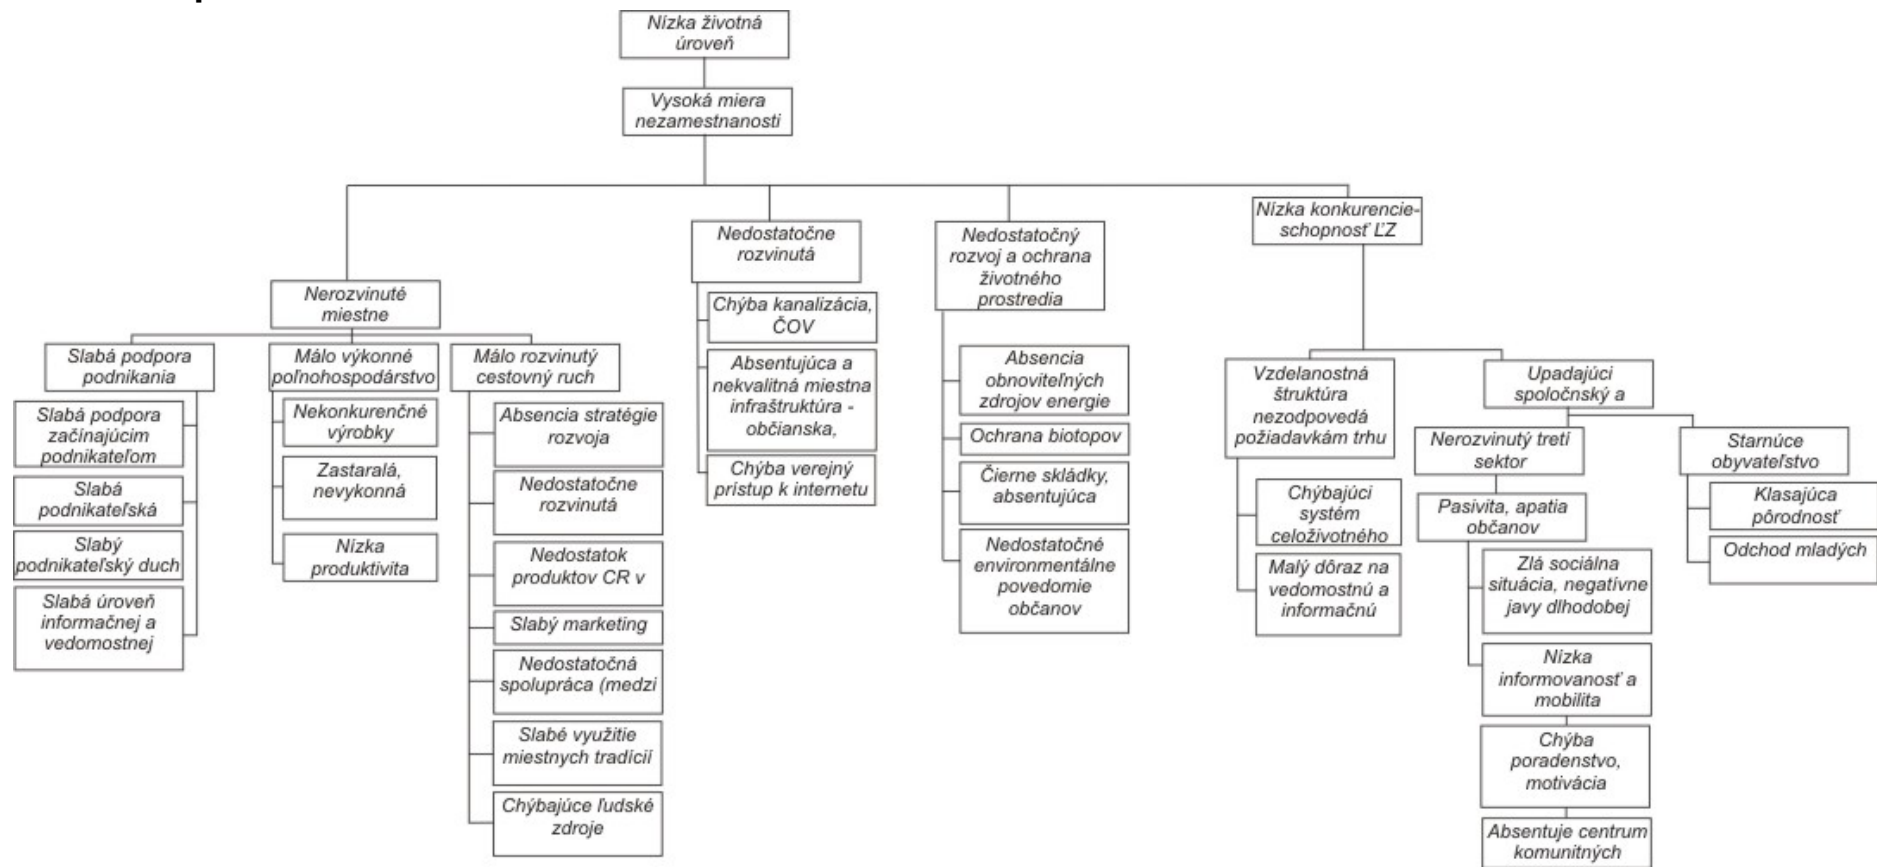 Nízka životná
úroveň
Vysoká miera
nezamestnanosti
Nerozvinuté
miestne
Slabá podpora
podnikania
Slabá podpora
začínajúcim
podnikateľom
Slabá
podnikateľská
Slabý
podnikateľský duch
Slabá úroveň
informačnej a
vedomostnej
Málo výkonné
poľnohospodárstvo
Nekonkurenčné
výrobky
Zastaralá,
nevykonná
Nízka
produktivita
Málo rozvinutý
cestovný ruch
Absencia stratégie
rozvoja
Nedostatočne
rozvinutá
Nedostatok
produktov CR v
Slabý marketing
Nedostatočná
spolupráca (medzi
Slabé využitie
miestnych tradícií
Chýbajúce ľudské
zdroje
Nedostatočne
rozvinutá
Chýba kanalizácia,
ČOV
Absentujúca a
nekvalitná miestna
infraštruktúra -
občianska,
Chýba verejný
prístup k internetu
Nedostatočný
rozvoj a ochrana
životného
prostredia
Absencia
obnoviteľných
zdrojov energie
Ochrana biotopov
Čierne skládky,
absentujúca
Nedostatočné
environmentálne
povedomie
občanov
Nízka konkurencie-
schopnosť ĽZ
Vzdelanostná
štruktúra
nezodpovedá
požiadavkám trhu
Chýbajúci
systém
celoživotného
Malý dôraz na
vedomostnú a
informačnú
Upadajúci
spoločnský a
Nerozvinutý tretí
sektor
Pasivita, apatia
občanov
Zlá sociálna
situácia, negatívne
javy dlhodobej
Nízka
informovanosť a
mobilita
Chýba
poradenstvo,
motivácia
Absentuje centrum
komunitných
Starnúce
obyvateľstvo
Klasajúca
pôrodnosť
Odchod mladých